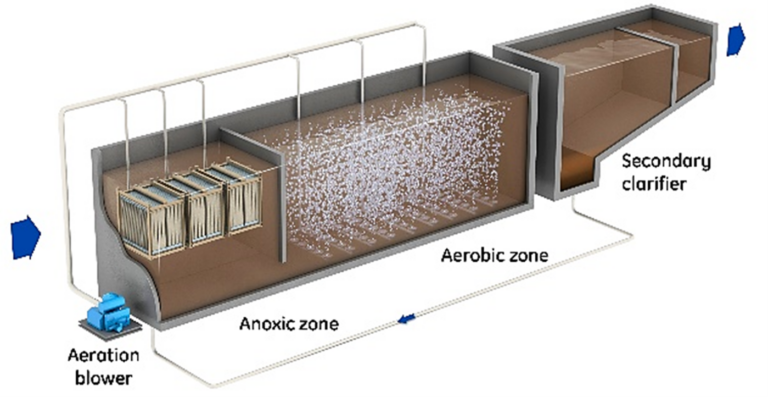 Secondary
clarifier
Aerobic zone
Anoxic zone
Aeration
blower